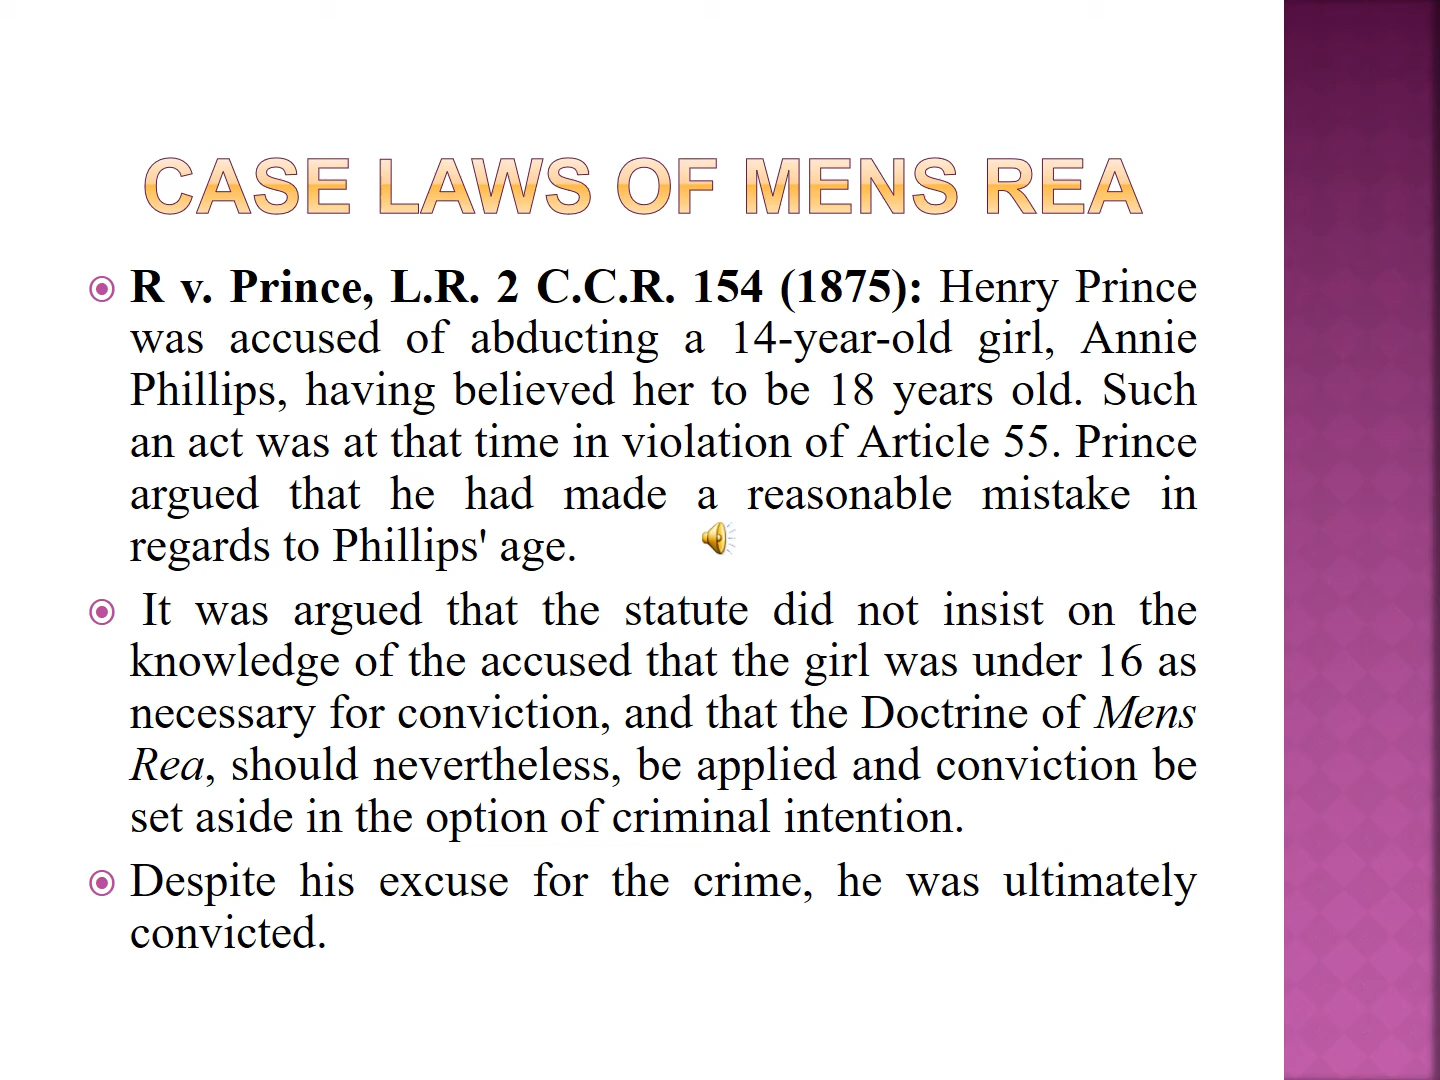 CASE LAWS OF MENS REA
R v. Prince, L.R. 2 C.C.R. 154 (1875): Henry Prince
was accused of abducting a 14-year-old girl, Annie
Phillips, having believed her to be 18 years old. Such
an act was at that time in violation of Article 55. Prince
argued that he had made a reasonable mistake in
regards to Phillips' age.
It was argued that the statute did not insist on the
knowledge of the accused that the girl was under 16 as
necessary for conviction, and that the Doctrine of Mens
Rea, should nevertheless, be applied and conviction be
set aside in the option of criminal intention.
Despite his excuse for the crime, he was ultimately
convicted.